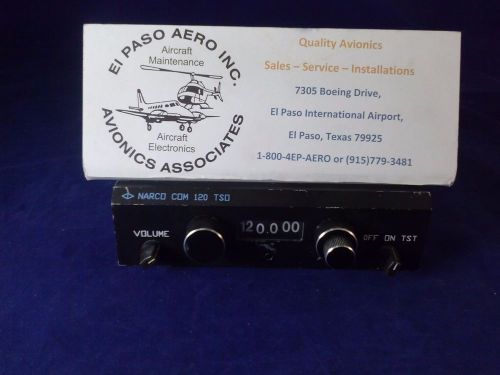 El PASO AERO INC.
Aircraft
Maintenance
Aircraft
Electronics
AVIONICS ASSOCIATES
Quality Avionics
Sales – Service – Installations
7305 Boeing Drive,
El Paso International Airport,
El Paso, Texas 79925
1-800-4EP-AERO or (915)779-3481
NARCO COM 120 TSO
VOLUME
120.000
OFF ON TST